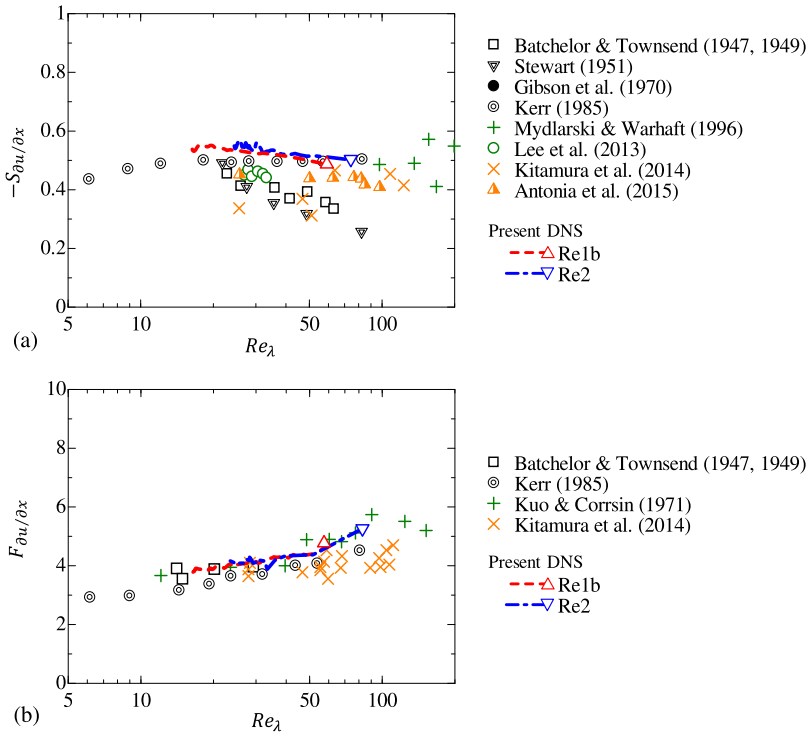 1
0.8
0.6
0.4
0.2
0
−S∂u/∂x
5
10
50
100
Reλ
(a)
Batchelor & Townsend (1947, 1949)
Stewart (1951)
Gibson et al. (1970)
Kerr (1985)
Mydlarski & Warhaft (1996)
Lee et al. (2013)
Kitamura et al. (2014)
Antonia et al. (2015)
Present DNS
Re1b
Re2
10
8
6
4
2
0
F∂u/∂x
5
10
50
100
Reλ
(b)
Batchelor & Townsend (1947, 1949)
Kerr (1985)
Kuo & Corrsin (1971)
Kitamura et al. (2014)
Present DNS
Re1b
Re2